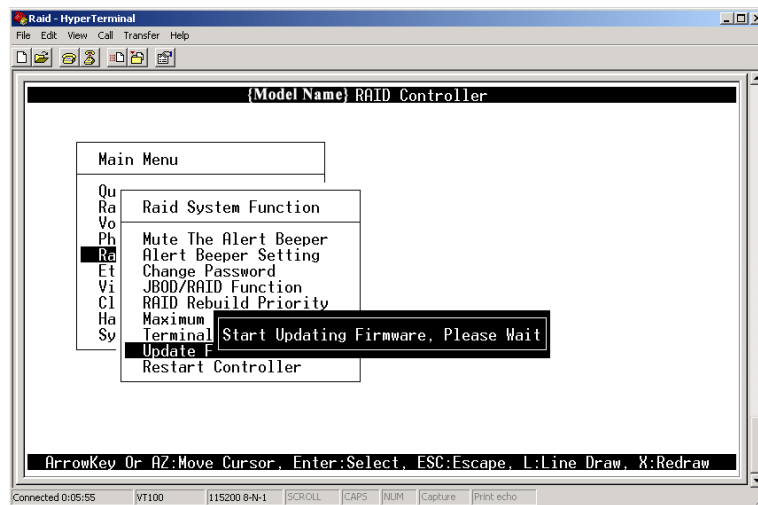 Raid - HyperTerminal
File Edit View Call Transfer Help
{Model Name} RAID Controller
Main Menu
Qu
Ra
Vo
Ph
Ra
Et
Vi
Cl
Ha
Sy
Raid System Function
Mute The Alert Beeper
Alert Beeper Setting
Change Password
JBOD/RAID Function
RAID Rebuild Priority
Maximum
Terminal
Update F
Restart Controller
Start Updating Firmware, Please Wait
ArrowKey Or AZ:Move Cursor, Enter:Select, ESC:Escape, L:Line Draw, X:Redraw
Connected 0:05:55 VT100 115200 8-N-1 SCROLL CAPS NUM Capture Print echo